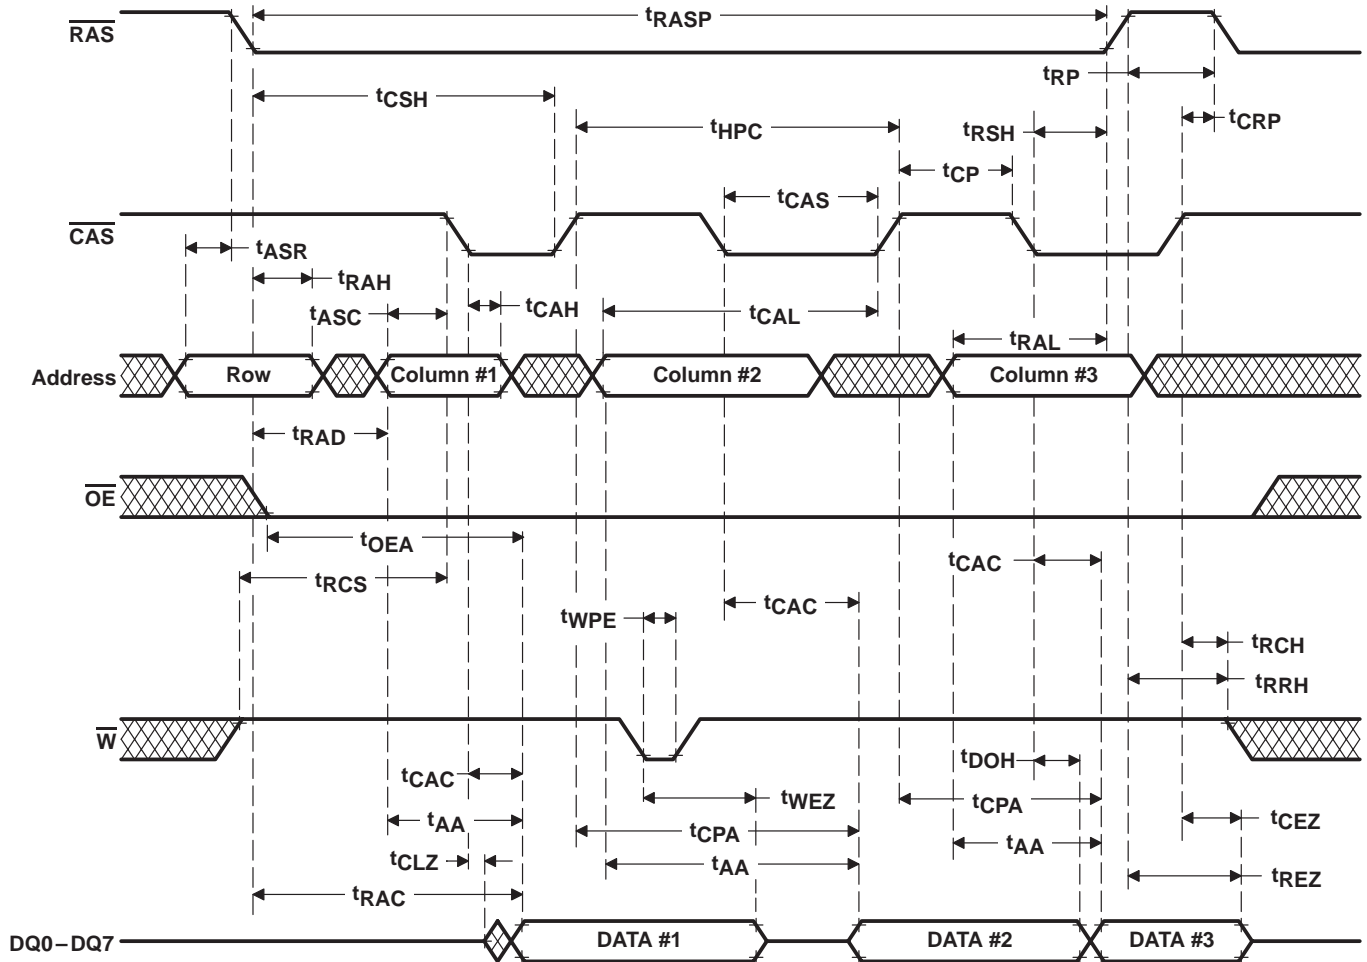 RAS
tRASP
tRP
tCSH
tHPC
tRSH
tCRP
tCP
tCAS
CAS
tASR
tRAH
tASC
tCAH
tCAL
tRAL
Address
Row
Column #1
Column #2
Column #3
tRAD
OE
tOEA
tCAC
tRCS
tCAC
tWPE
tRCH
tRRH
W
tCAC
tDOH
tWEZ
tCPA
tCEZ
tAA
tCPA
tAA
tCLZ
tAA
tREZ
tRAC
DQ0–DQ7
DATA #1
DATA #2
DATA #3